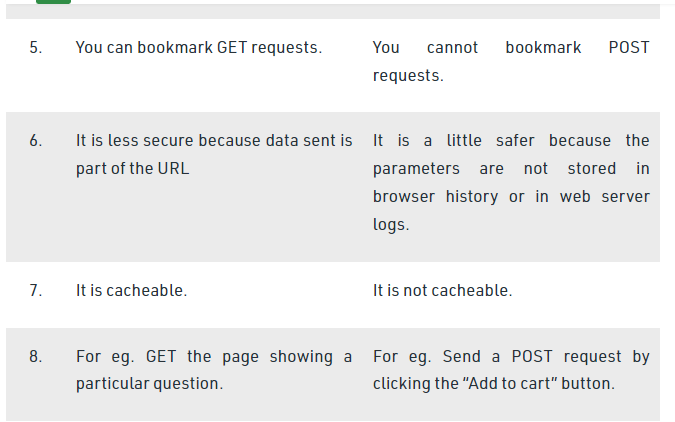 5.
You can bookmark GET requests.
You cannot bookmark POST
requests.
6.
It is less secure because data sent is
part of the URL
It is a little safer because the
parameters are not stored in
browser history or in web server
logs.
7.
It is cacheable.
It is not cacheable.
8.
For eg. GET the page showing a
particular question.
For eg. Send a POST request by
clicking the “Add to cart” button.